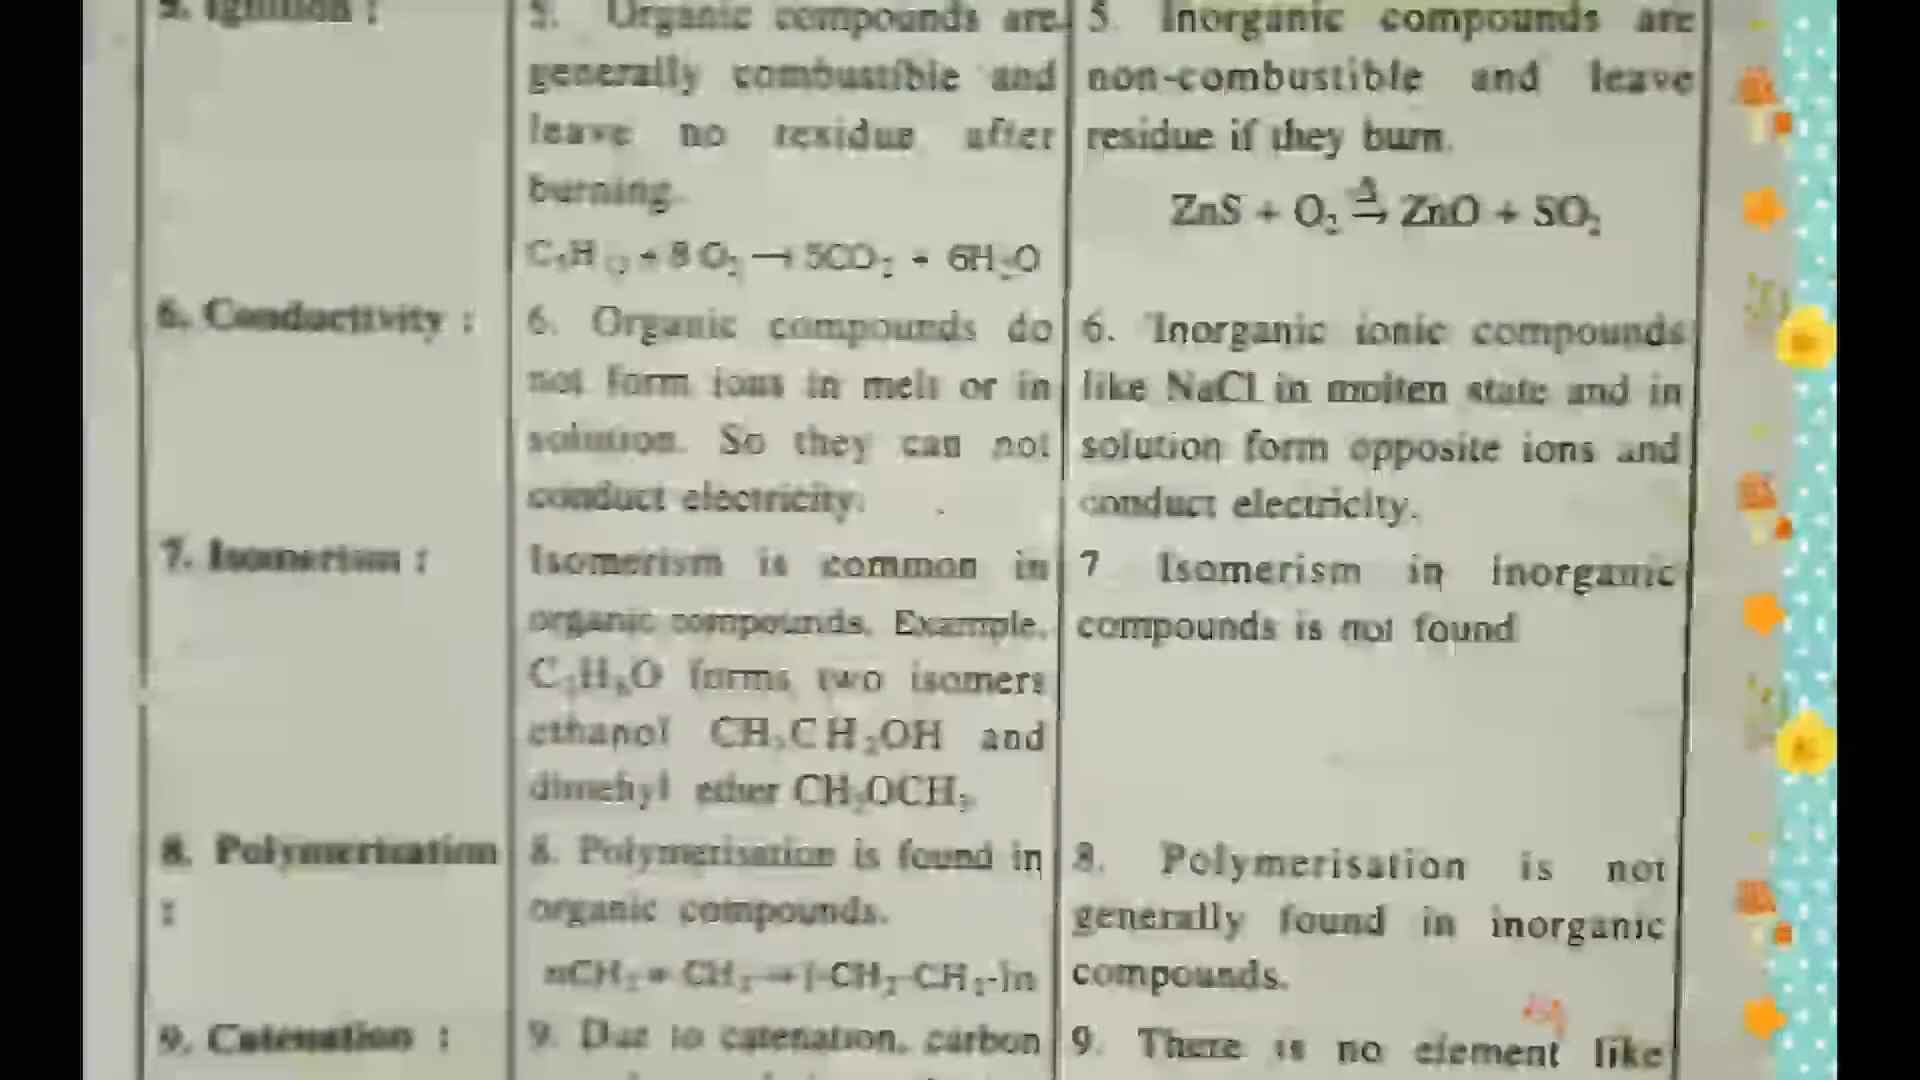 5. Ignition :
5. Organic compounds are
generally combustible and
leave no residue after
burning.
C₅H₁₂ + 8O₂ → 5CO₂ + 6H₂O
5. Inorganic compounds are
non-combustible and leave
residue if they burn.
ZnS + O₂ ⇌ ZnO + SO₂
6. Conductivity :
6. Organic compounds do
not form ions in melt or in
solution. So they can not
conduct electricity.
6. Inorganic ionic compounds
like NaCl in molten state and in
solution form opposite ions and
conduct electricity.
7. Isomerism :
Isomerism is common in
organic compounds. Example,
C₂H₆O forms two isomers
ethanol CH₃CH₂OH and
dimehyl ether CH₃OCH₃
7 Isomerism in inorganic
compounds is not found
8. Polymerisation
:
8. Polymerisation is found in
organic compounds.
nCH₂ = CH₂ → [-CH₂-CH₂-]n
8. Polymerisation is not
generally found in inorganic
compounds.
9. Catenation :
9. Due to catenation, carbon
9. There is no element like